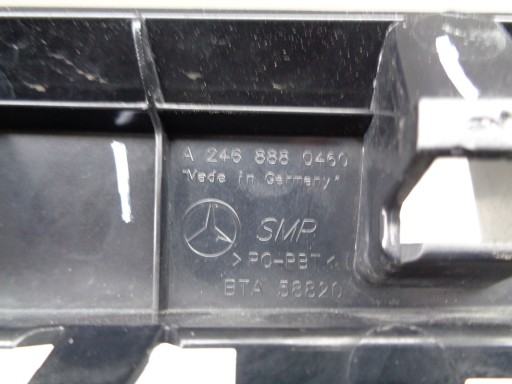 A 246 888 0460
"Made in Germany"
SMP
>PC-PBT<
BTA 58820